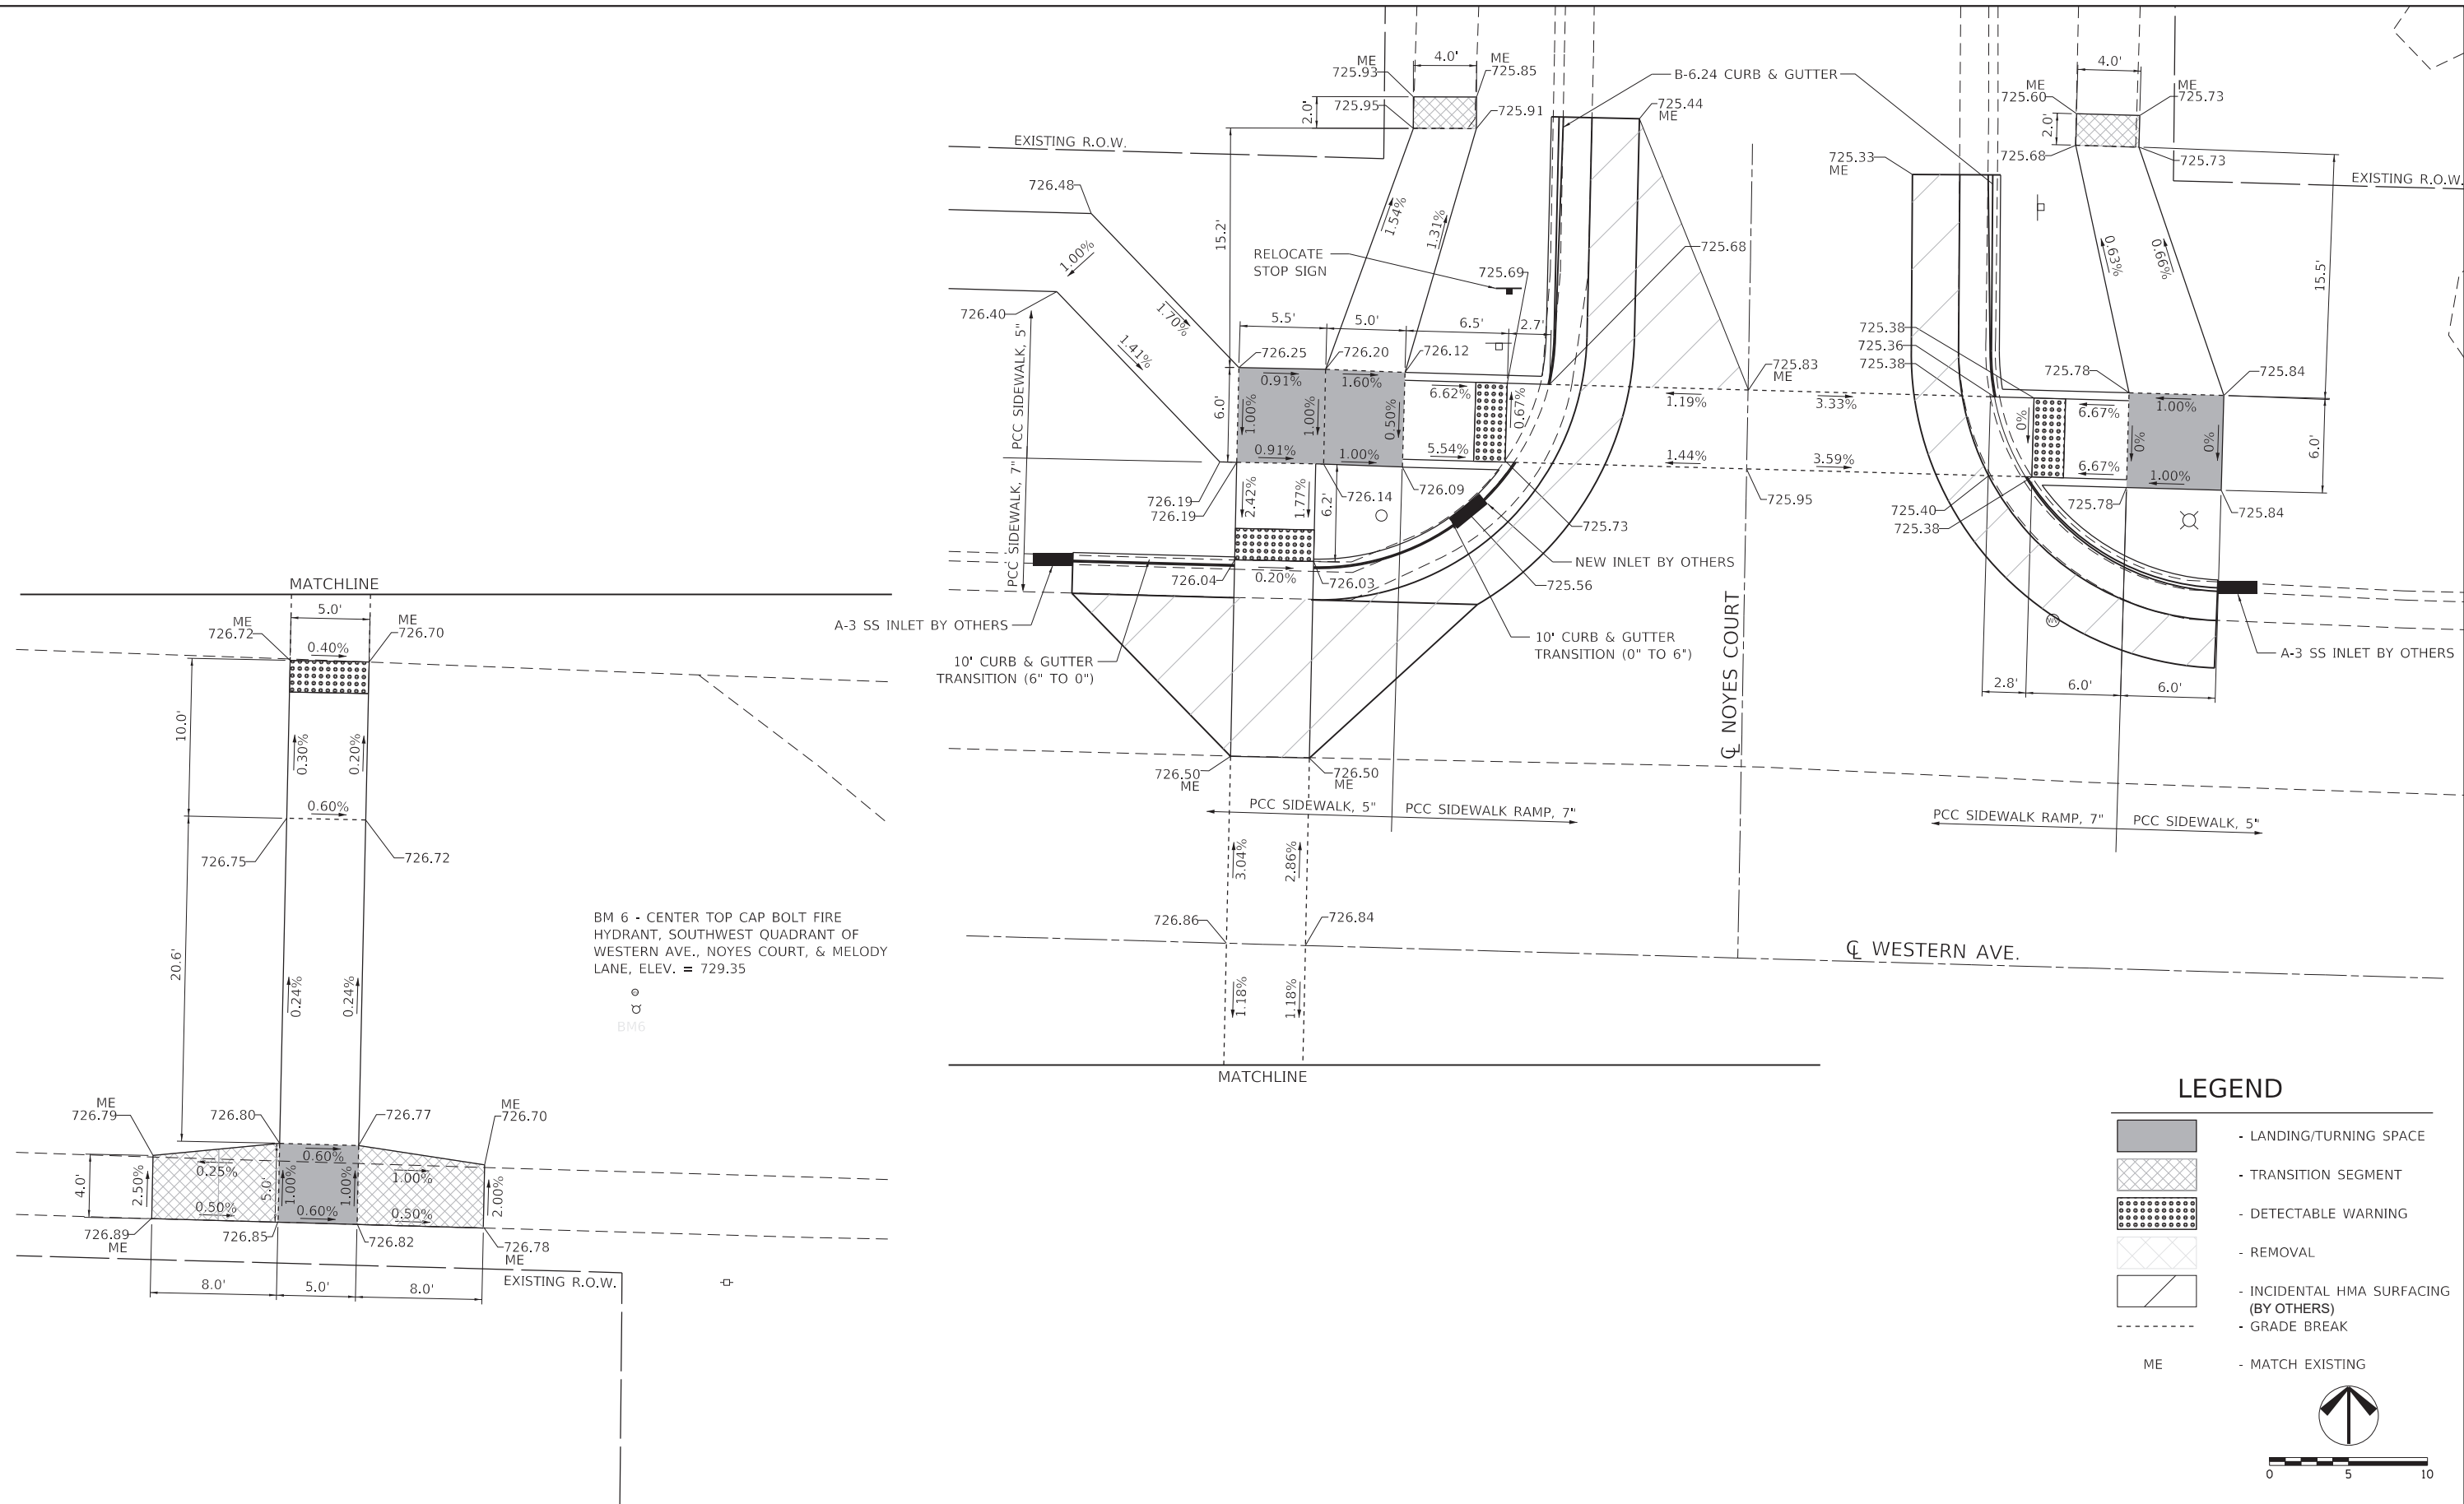 ME
725.93
4.0'
ME
725.85
2.0'
725.95
725.91
B-6.24 CURB & GUTTER
725.44
ME
EXISTING R.O.W.
726.48
1.00%
726.40
1.70%
1.41%
15.2'
1.54%
1.31%
RELOCATE
STOP SIGN
725.69
725.68
5.5'
5.0'
6.5'
2.7'
726.25
726.20
726.12
0.91%
1.60%
6.62%
0.67%
6.0'
1.00%
1.00%
0.50%
0.91%
1.00%
5.54%
726.19
726.19
2.42%
1.77%
6.2'
726.14
726.09
PCC SIDEWALK, 5"
PCC SIDEWALK, 7"
726.04
0.20%
726.03
725.73
NEW INLET BY OTHERS
725.56
A-3 SS INLET BY OTHERS
10' CURB & GUTTER
TRANSITION (6" TO 0")
10' CURB & GUTTER
TRANSITION (0" TO 6")
726.50
ME
726.50
ME
PCC SIDEWALK, 5"
PCC SIDEWALK RAMP, 7"
3.04%
2.86%
726.86
726.84
1.18%
1.18%
MATCHLINE
725.83
ME
1.19%
3.33%
1.44%
3.59%
725.95
℄ NOYES COURT
℄ WESTERN AVE.
4.0'
ME
725.60
ME
725.73
2.0'
725.68
725.73
725.33
ME
EXISTING R.O.W.
0.63%
0.66%
15.5'
725.38
725.36
725.38
725.78
725.84
6.67%
1.00%
0%
0%
0%
6.0'
6.67%
1.00%
725.40
725.38
725.78
725.84
WV
A-3 SS INLET BY OTHERS
2.8'
6.0'
6.0'
PCC SIDEWALK RAMP, 7"
PCC SIDEWALK, 5"
MATCHLINE
5.0'
ME
726.72
ME
726.70
0.40%
10.0'
0.30%
0.20%
0.60%
726.75
726.72
20.6'
0.24%
0.24%
BM 6 - CENTER TOP CAP BOLT FIRE
HYDRANT, SOUTHWEST QUADRANT OF
WESTERN AVE., NOYES COURT, & MELODY
LANE, ELEV. = 729.35
BM6
ME
726.79
726.80
726.77
ME
726.70
0.60%
0.25%
1.00%
4.0'
2.50%
5.0'
1.00%
1.00%
2.00%
0.50%
0.60%
0.50%
726.89
ME
726.85
726.82
726.78
ME
EXISTING R.O.W.
8.0'
5.0'
8.0'
LEGEND
- LANDING/TURNING SPACE
- TRANSITION SEGMENT
- DETECTABLE WARNING
- REMOVAL
- INCIDENTAL HMA SURFACING
(BY OTHERS)
- GRADE BREAK
ME - MATCH EXISTING
0 5 10